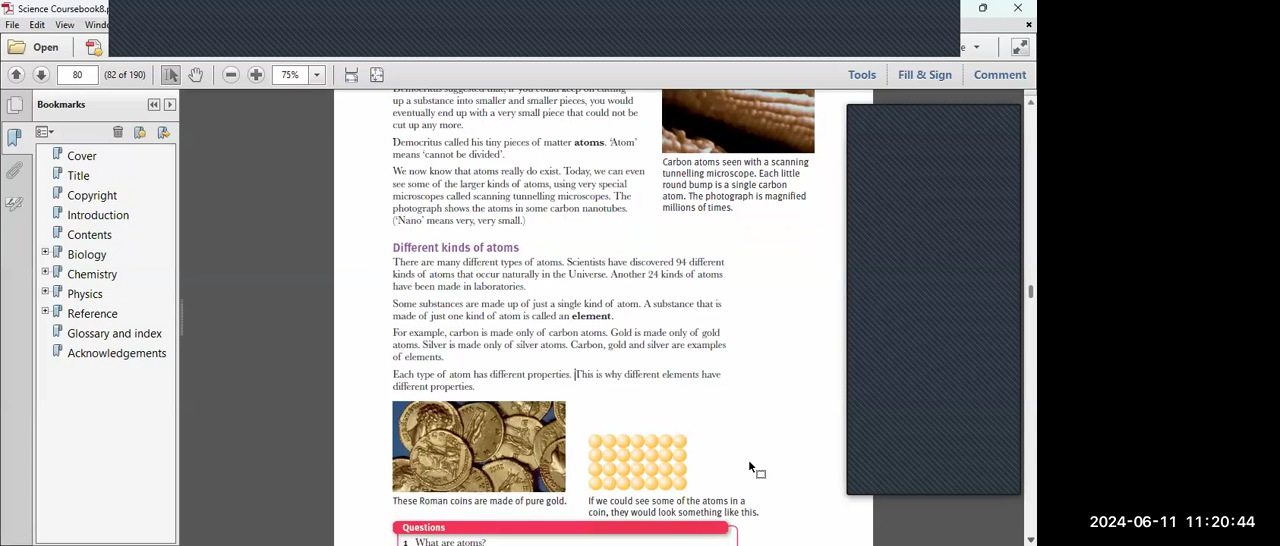 Science Coursebook8.p
File Edit View Windo
Open
80 (82 of 190) 75% Tools Fill & Sign Comment
Bookmarks
Cover
Title
Copyright
Introduction
Contents
Biology
Chemistry
Physics
Reference
Glossary and index
Acknowledgements
up a substance into smaller and smaller pieces, you would
eventually end up with a very small piece that could not be
cut up any more.
Democritus called his tiny pieces of matter atoms. 'Atom'
means 'cannot be divided'.
We now know that atoms really do exist. Today, we can even
see some of the larger kinds of atoms, using very special
microscopes called scanning tunnelling microscopes. The
photograph shows the atoms in some carbon nanotubes.
('Nano' means very, very small.)
Carbon atoms seen with a scanning
tunnelling microscope. Each little
round bump is a single carbon
atom. The photograph is magnified
millions of times.
Different kinds of atoms
There are many different types of atoms. Scientists have discovered 94 different
kinds of atoms that occur naturally in the Universe. Another 24 kinds of atoms
have been made in laboratories.
Some substances are made up of just a single kind of atom. A substance that is
made of just one kind of atom is called an element.
For example, carbon is made only of carbon atoms. Gold is made only of gold
atoms. Silver is made only of silver atoms. Carbon, gold and silver are examples
of elements.
Each type of atom has different properties. This is why different elements have
different properties.
These Roman coins are made of pure gold.
If we could see some of the atoms in a
coin, they would look something like this.
Questions
1 What are atoms?
2024-06-11 11:20:44